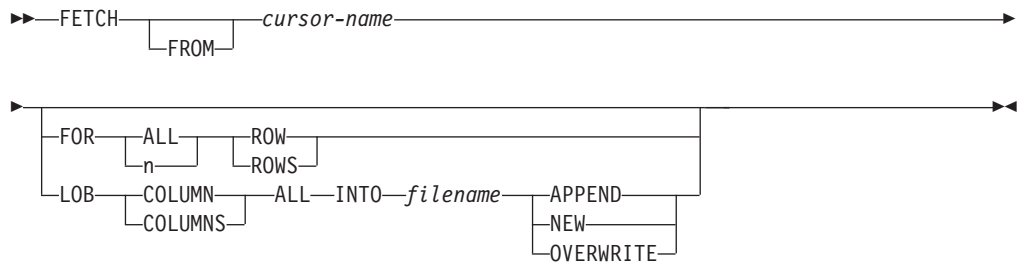 FETCH cursor-name
FROM
FOR ALL ROW
n ROWS
LOB COLUMN ALL INTO filename APPEND
COLUMNS NEW
OVERWRITE